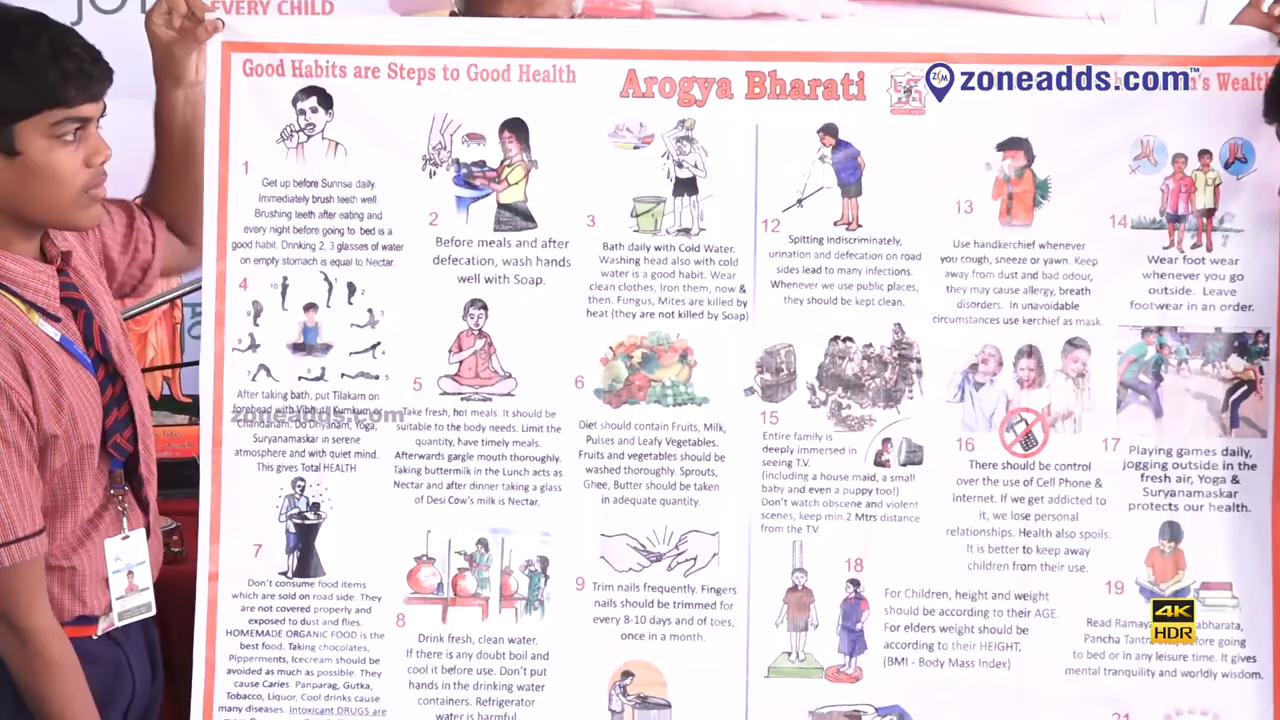 EVERY CHILD
Good Habits are Steps to Good Health
Arogya Bharati
zoneadds.com™
's Wealth
1
Get up before Sunrise daily.
Immediately brush teeth well.
Brushing teeth after eating and
every night before going to bed is a
good habit. Drinking 2, 3 glasses of water
on empty stomach is equal to Nectar.
2
Before meals and after
defecation, wash hands
well with Soap.
3
Bath daily with Cold Water.
Washing head also with cold
water is a good habit. Wear
clean clothes, Iron them, now &
then. Fungus, Mites are killed by
heat (they are not killed by Soap)
12
Spitting indiscriminately,
urination and defecation on road
sides lead to many infections.
Whenever we use public places,
they should be kept clean.
13
Use handkerchief whenever
you cough, sneeze or yawn. Keep
away from dust and bad odour,
they may cause allergy, breath
disorders. In unavoidable
circumstances use kerchief as mask.
14
Wear foot wear
whenever you go
outside. Leave
footwear in an order.
4
After taking bath, put Tilakam on
forehead with Vibhuti, Kumkum or
Chandanam. Do Dhyanam, Yoga,
Suryanamaskar in serene
atmosphere and with quiet mind.
This gives Total HEALTH
zoneadds.com
5
Take fresh, hot meals. It should be
suitable to the body needs. Limit the
quantity, have timely meals.
Afterwards gargle mouth thoroughly.
Taking buttermilk in the Lunch acts as
Nectar and after dinner taking a glass
of Desi Cow's milk is Nectar.
6
Diet should contain Fruits, Milk,
Pulses and Leafy Vegetables.
Fruits and vegetables should be
washed thoroughly. Sprouts,
Ghee, Butter should be taken
in adequate quantity.
15
Entire family is
deeply immersed in
seeing T.V.
(including a house maid, a small
baby and even a puppy too!)
Don't watch obscene and violent
scenes, keep min.2 Mtrs distance
from the T.V.
16
There should be control
over the use of Cell Phone &
Internet. If we get addicted to
it, we lose personal
relationships. Health also spoils.
It is better to keep away
children from their use.
17
Playing games daily,
jogging outside in the
fresh air, Yoga &
Suryanamaskar
protects our health.
7
Don't consume food items
which are sold on road side. They
are not covered properly and
exposed to dust and flies.
HOMEMADE ORGANIC FOOD is the
best food. Taking chocolates,
Pipperments, Icecream should be
avoided as much as possible. They
cause Caries. Panparag, Gutka,
Tobacco, Liquor, Cool drinks cause
many diseases. Intoxicant DRUGS are
8
Drink fresh, clean water.
If there is any doubt boil and
cool it before use. Don't put
hands in the drinking water
containers. Refrigerator
water is harmful.
9
Trim nails frequently. Fingers
nails should be trimmed for
every 8-10 days and of toes,
once in a month.
18
For Children, height and weight
should be according to their AGE.
For elders weight should be
according to their HEIGHT.
(BMI - Body Mass Index)
19
Read Ramay abharata,
Pancha Tantra before going
to bed or in any leisure time. It gives
mental tranquility and worldly wisdom.
4K
HDR
21